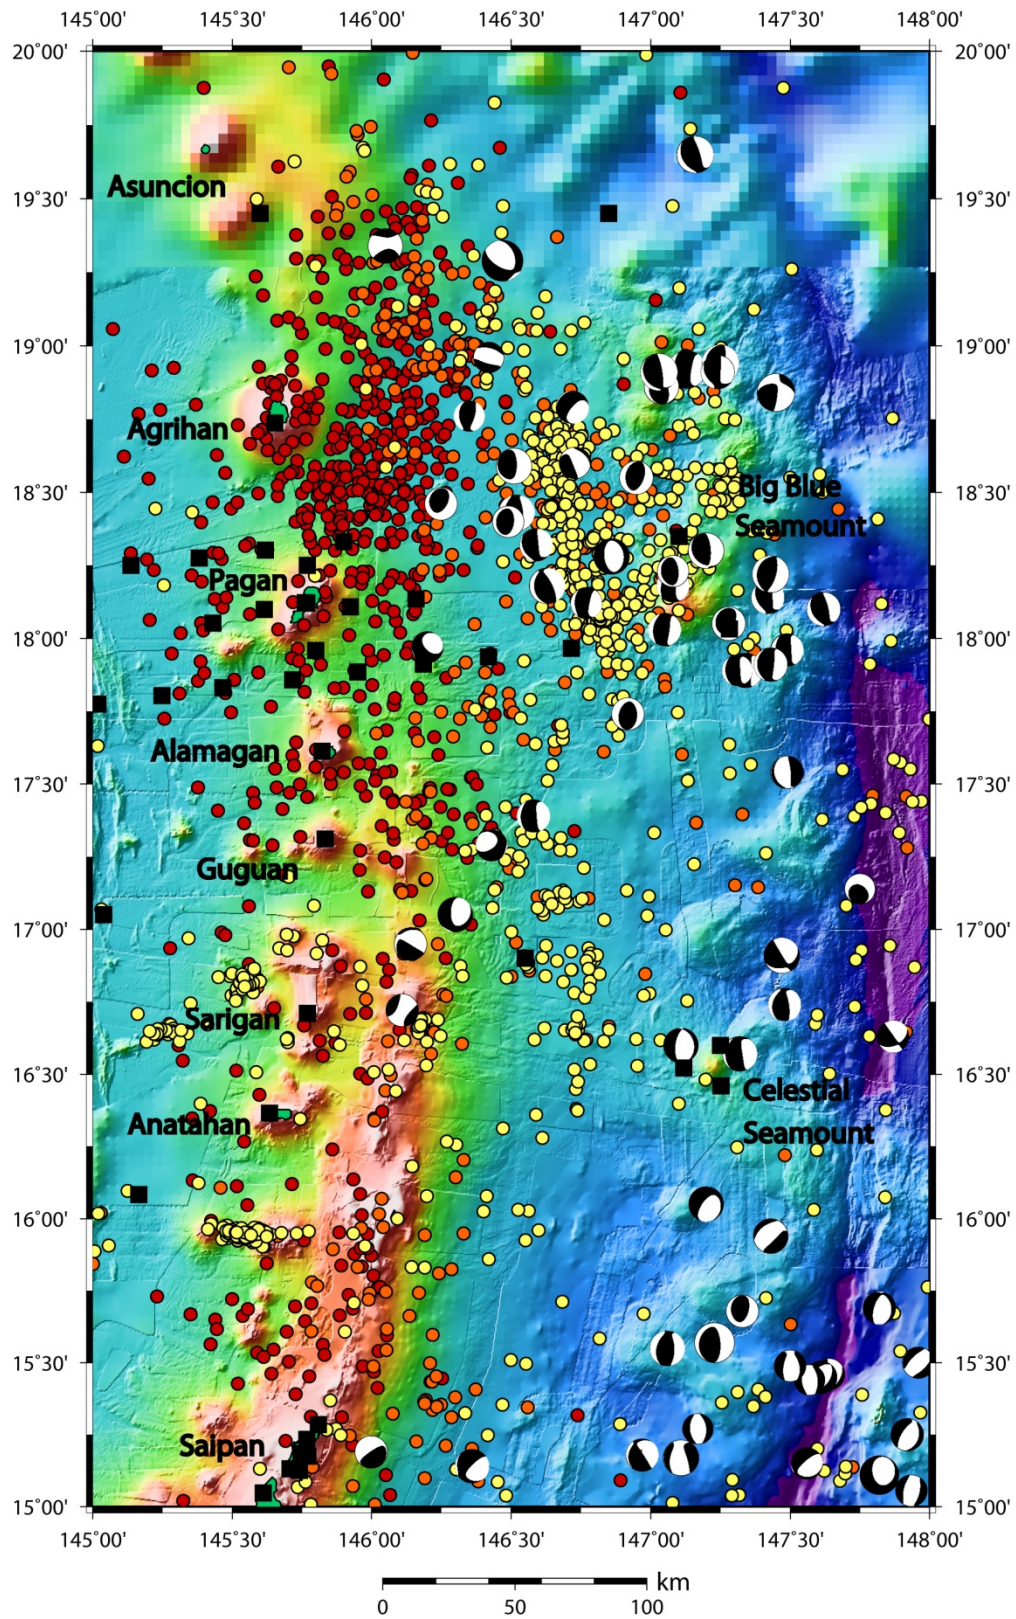 145°00' 145°30' 146°00' 146°30' 147°00' 147°30' 148°00'
20°00' 20°00'
Asuncion
19°30' 19°30'
19°00' 19°00'
Agrihan
18°30' Big Blue 18°30'
Seamount
Pagan
18°00' 18°00'
Alamagan
17°30' 17°30'
Guguan
17°00' 17°00'
Sarigan
16°30' 16°30'
Celestial
Anatahan Seamount
16°00' 16°00'
15°30' 15°30'
Saipan
15°00' 15°00'
145°00' 145°30' 146°00' 146°30' 147°00' 147°30' 148°00'
km
0 50 100